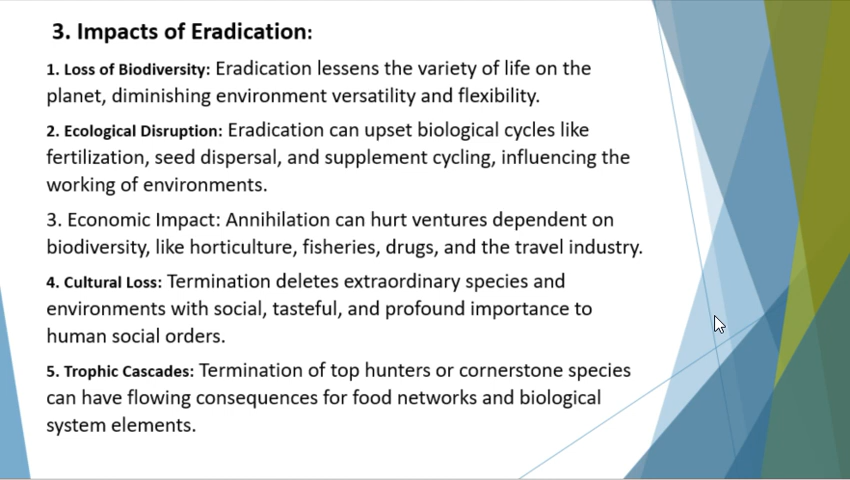 3. Impacts of Eradication:
1. Loss of Biodiversity: Eradication lessens the variety of life on the
planet, diminishing environment versatility and flexibility.
2. Ecological Disruption: Eradication can upset biological cycles like
fertilization, seed dispersal, and supplement cycling, influencing the
working of environments.
3. Economic Impact: Annihilation can hurt ventures dependent on
biodiversity, like horticulture, fisheries, drugs, and the travel industry.
4. Cultural Loss: Termination deletes extraordinary species and
environments with social, tasteful, and profound importance to
human social orders.
5. Trophic Cascades: Termination of top hunters or cornerstone species
can have flowing consequences for food networks and biological
system elements.